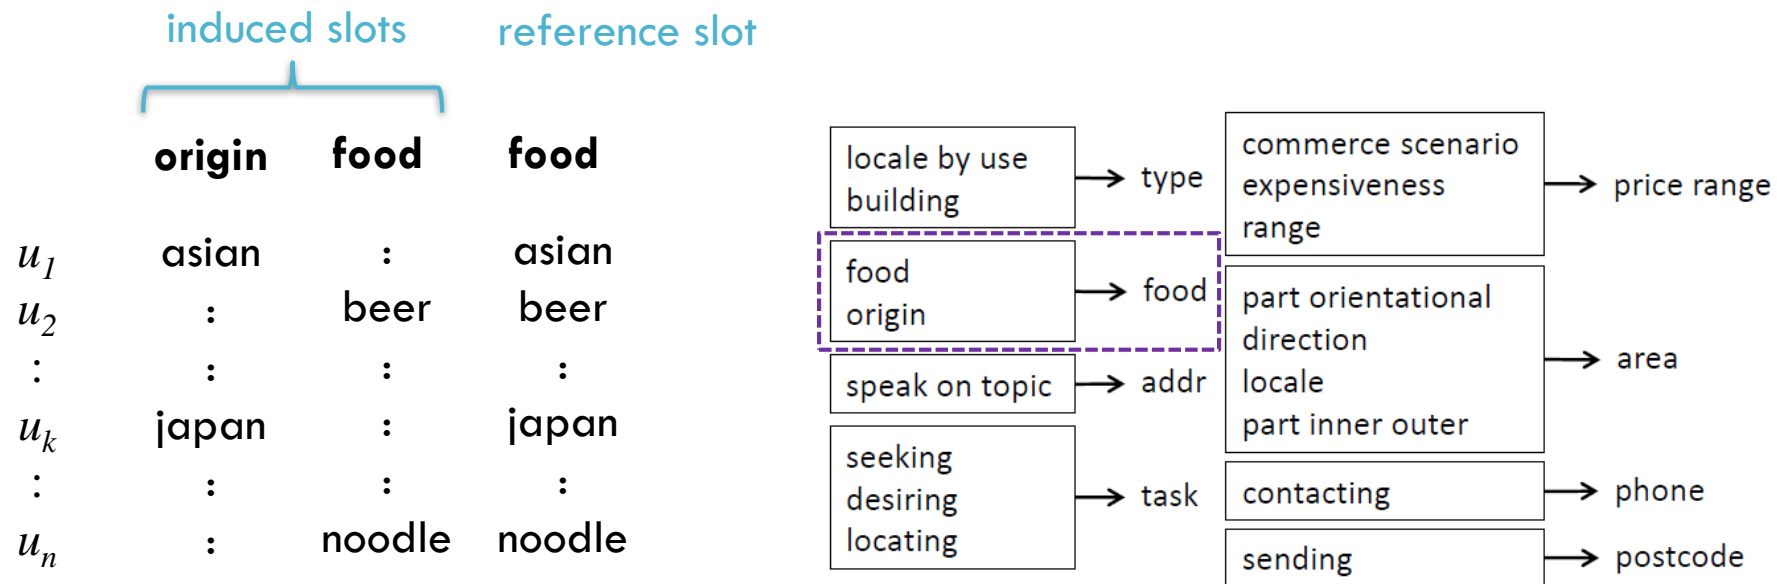 induced slots reference slot
origin food food
u1 asian : asian
u2 : beer beer
: : : :
uk japan : japan
: : : :
un : noodle noodle
locale by use
building
type
food
origin
food
speak on topic
addr
seeking
desiring
locating
task
commerce scenario
expensiveness
range
price range
part orientational
direction
locale
part inner outer
area
contacting
phone
sending
postcode